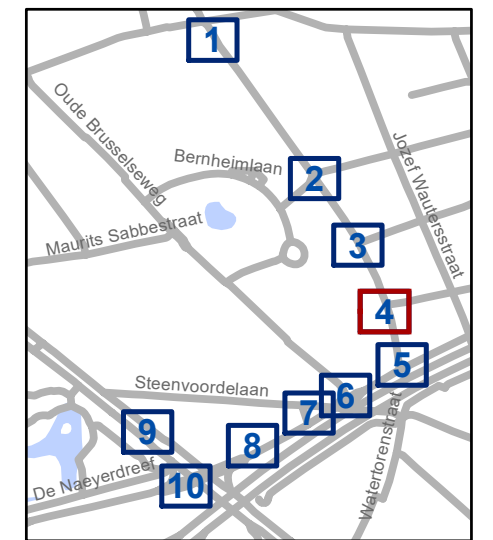 1
Oude Brusselseweg
Bernheimlaan
2
Jozef Wautersstraat
Maurits Sabbestraat
3
4
5
Steenvoordelaan
6
7
9
8
Watertorenstraat
De Naeyerdreef
10